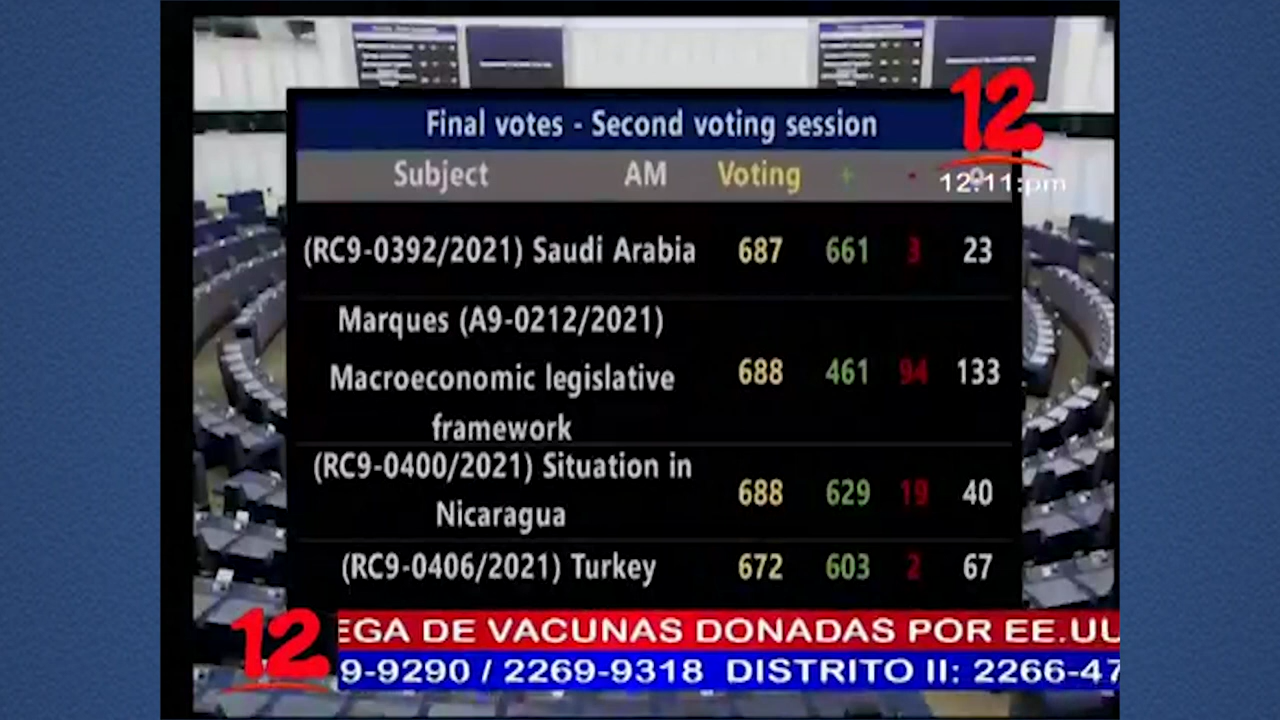 Final votes - Second voting session
12
Subject AM Voting + -
12:11:pm
(RC9-0392/2021) Saudi Arabia 687 661 3 23
Marques (A9-0212/2021)
Macroeconomic legislative 688 461 94 133
framework
(RC9-0400/2021) Situation in
688 629 19 40
Nicaragua
(RC9-0406/2021) Turkey 672 603 2 67
12
EGA DE VACUNAS DONADAS POR EE.UU
9-9290 / 2269-9318 DISTRITO II: 2266-47